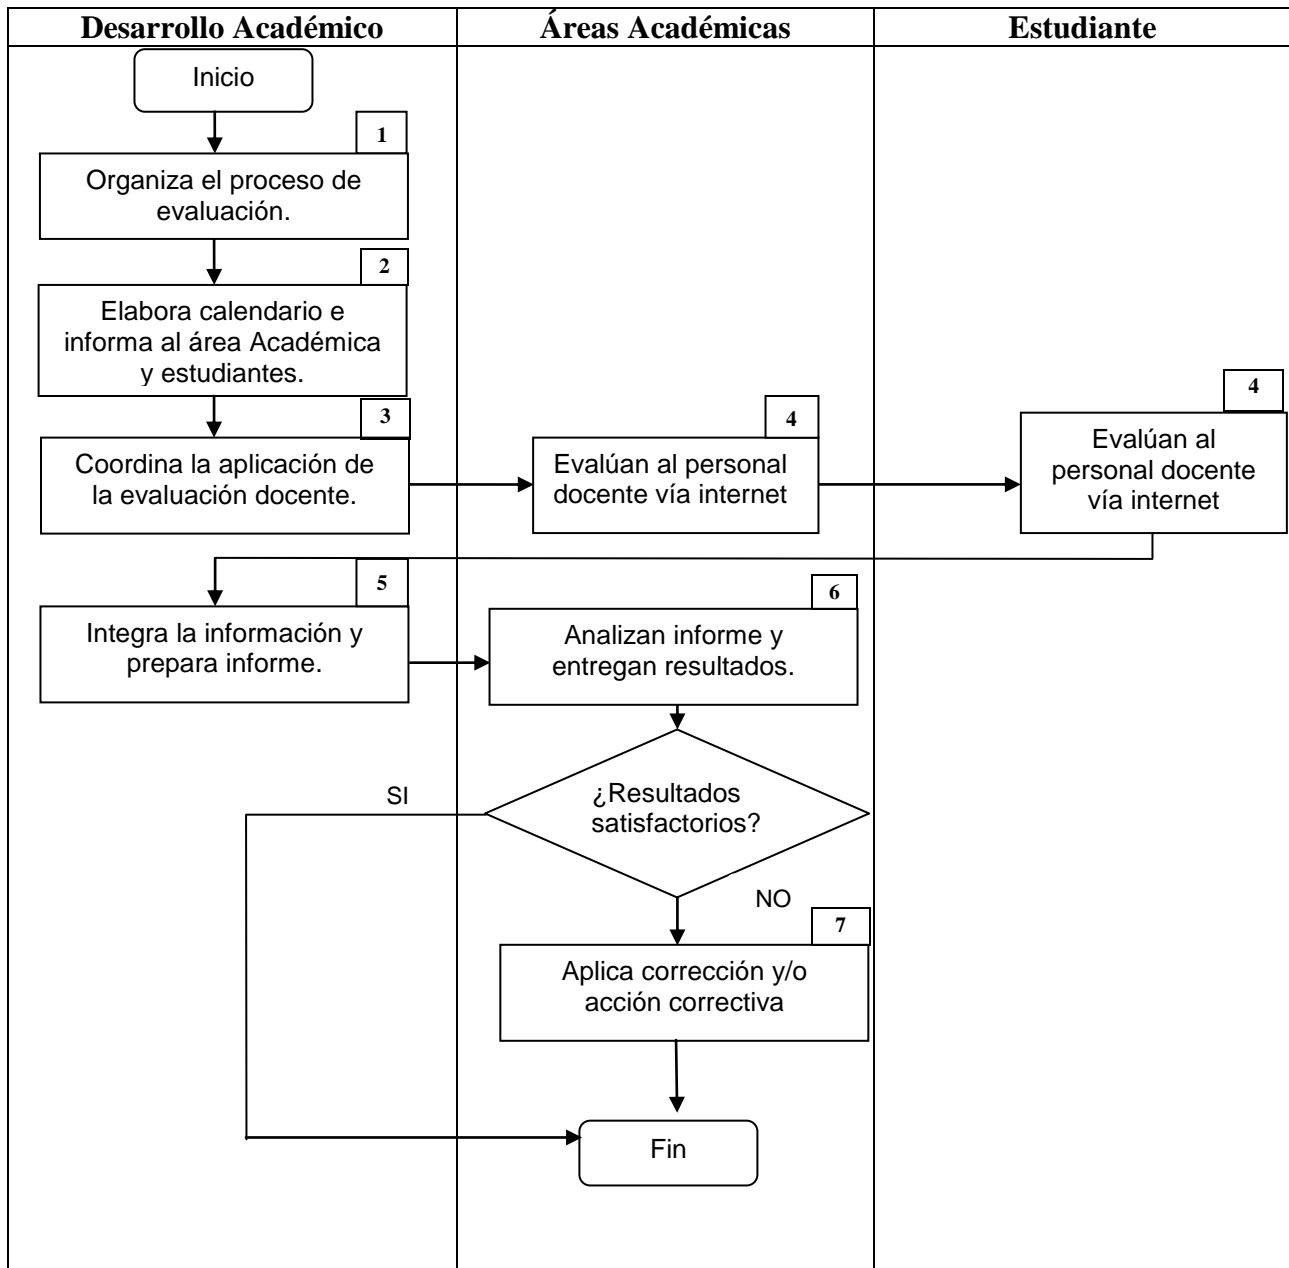 Desarrollo Académico
Áreas Académicas
Estudiante
Inicio
1
Organiza el proceso de
evaluación.
2
Elabora calendario e
informa al área Académica
y estudiantes.
3
Coordina la aplicación de
la evaluación docente.
4
Evalúan al personal
docente vía internet
4
Evalúan al
personal docente
vía internet
5
Integra la información y
prepara informe.
6
Analizan informe y
entregan resultados.
¿Resultados
satisfactorios?
SI
NO
7
Aplica corrección y/o
acción correctiva
Fin